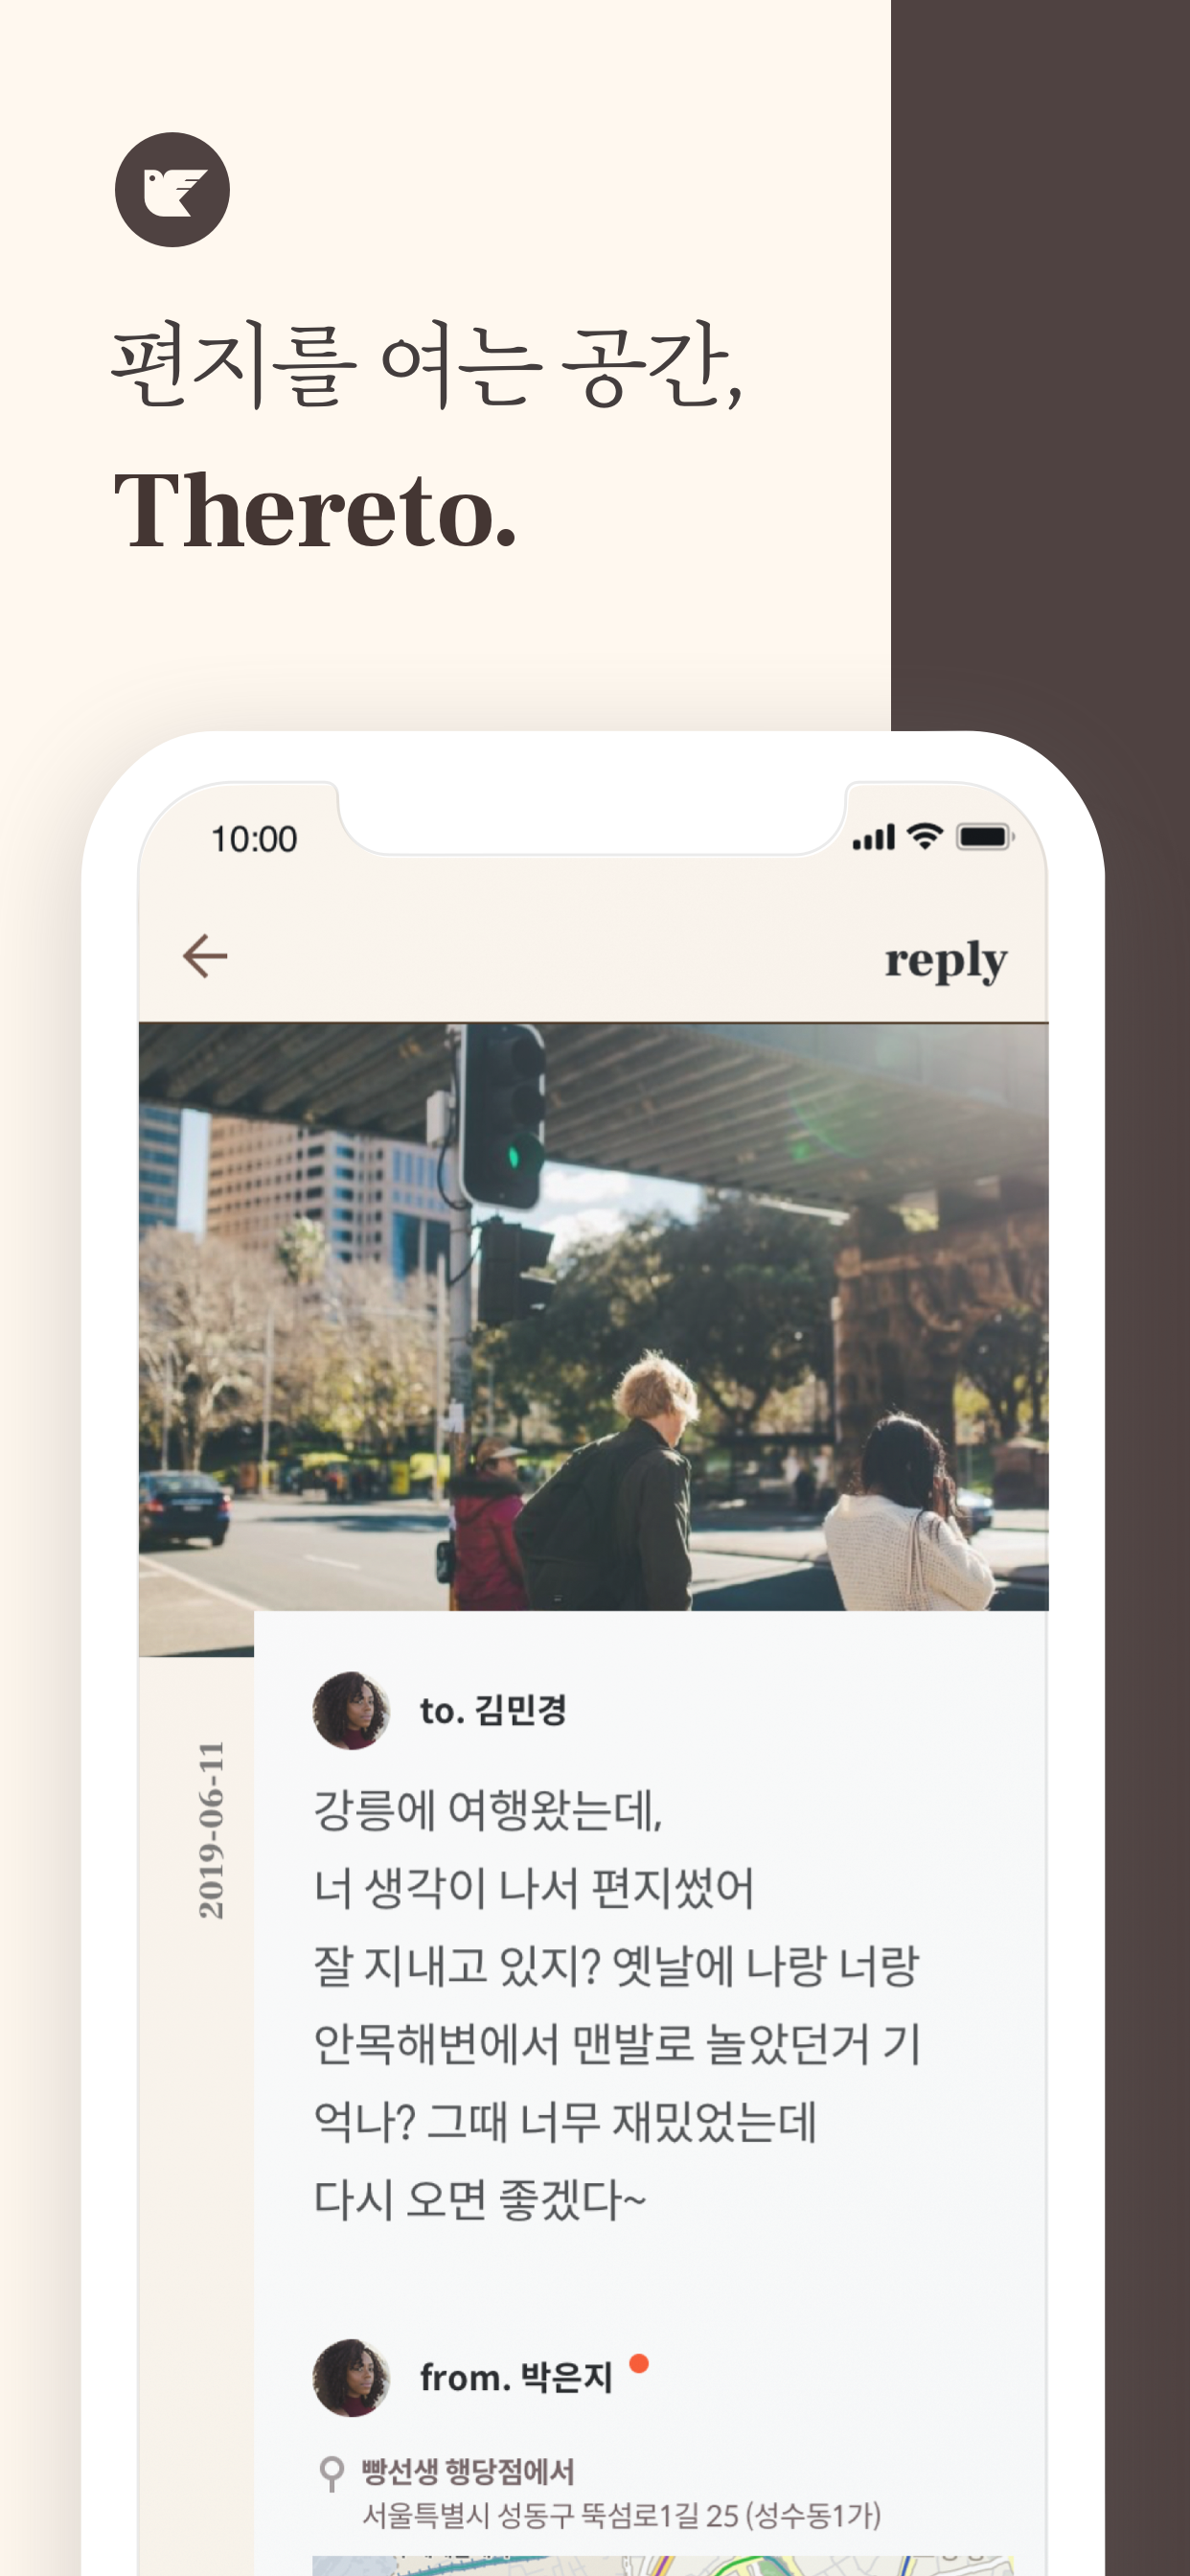 편지를 여는 공간,
Thereto.
10:00
reply
to. 김민경
2019-06-11
강릉에 여행왔는데,
너 생각이 나서 편지썼어
잘 지내고 있지? 옛날에 나랑 너랑
안목해변에서 맨발로 놀았던거 기
억나? 그때 너무 재밌었는데
다시 오면 좋겠다~
from. 박은지
빵선생 행당점에서
서울특별시 성동구 뚝섬로1길 25 (성수동1가)